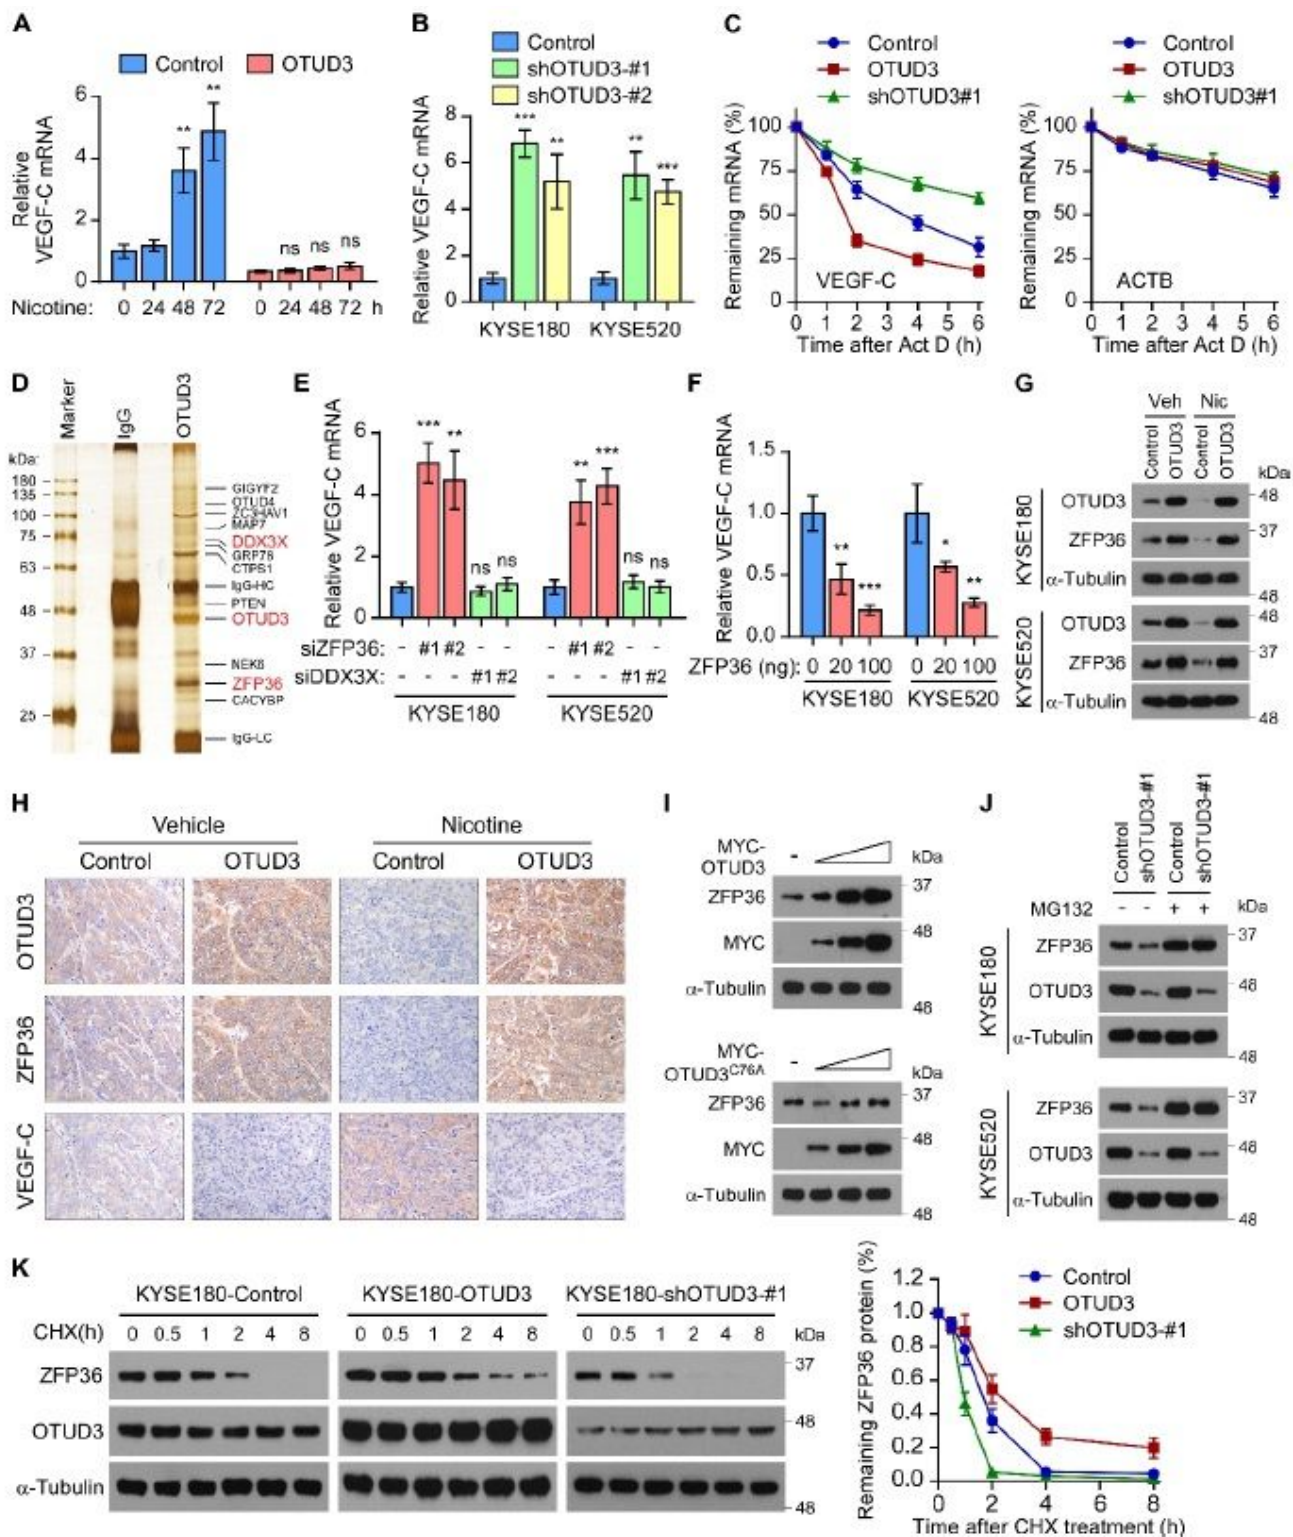 A
Control OTUD3
Relative VEGF-C mRNA
6
4
2
0
** **
ns ns ns
Nicotine: 0 24 48 72 0 24 48 72 h
B
Control
shOTUD3-#1
shOTUD3-#2
Relative VEGF-C mRNA
8
6
4
2
0
*** ** ** ***
KYSE180 KYSE520
C
Control
OTUD3
shOTUD3#1
Remaining mRNA (%)
100
75
50
25
0
VEGF-C
0 1 2 3 4 5 6
Time after Act D (h)
Control
OTUD3
shOTUD3#1
Remaining mRNA (%)
100
75
50
25
0
ACTB
0 1 2 3 4 5 6
Time after Act D (h)
D
Marker IgG OTUD3
kDa:
180
135
100
75
63
48
37
25
GIGYF2
OTUD4
ZC3HAV1
MAP7
DDX3X
GRP78
CTPS1
IgG-HC
PTEN
OTUD3
NEK6
ZFP36
CACYBP
IgG-LC
E
Relative VEGF-C mRNA
6
4
2
0
*** ** ns ns ** *** ns ns
siZFP36: - #1 #2 - - - #1 #2 - -
siDDX3X: - - - #1 #2 - - - #1 #2
KYSE180 KYSE520
F
Relative VEGF-C mRNA
1.5
1.0
0.5
0.0
** *** * **
ZFP36 (ng): 0 20 100 0 20 100
KYSE180 KYSE520
G
Veh Nic
Control OTUD3 Control OTUD3
kDa
KYSE180
OTUD3 48
ZFP36 37
α-Tubulin
48
KYSE520
OTUD3 48
ZFP36 37
α-Tubulin
48
H
Vehicle Nicotine
Control OTUD3 Control OTUD3
OTUD3
ZFP36
VEGF-C
I
MYC-OTUD3 - kDa
ZFP36 37
MYC 48
α-Tubulin
48
MYC-OTUD3C76A - kDa
ZFP36 37
MYC 48
α-Tubulin
48
J
Control shOTUD3-#1 Control shOTUD3-#1
MG132 - - + + kDa
KYSE180
ZFP36 37
OTUD3 48
α-Tubulin
48
KYSE520
ZFP36 37
OTUD3 48
α-Tubulin
48
K
KYSE180-Control KYSE180-OTUD3 KYSE180-shOTUD3-#1
CHX(h) 0 0.5 1 2 4 8 0 0.5 1 2 4 8 0 0.5 1 2 4 8 kDa
ZFP36 37
OTUD3 48
α-Tubulin
48
Control
OTUD3
shOTUD3-#1
Remaining ZFP36 protein (%)
1.2
1.0
0.8
0.6
0.4
0.2
0.0
0 2 4 6 8
Time after CHX treatment (h)